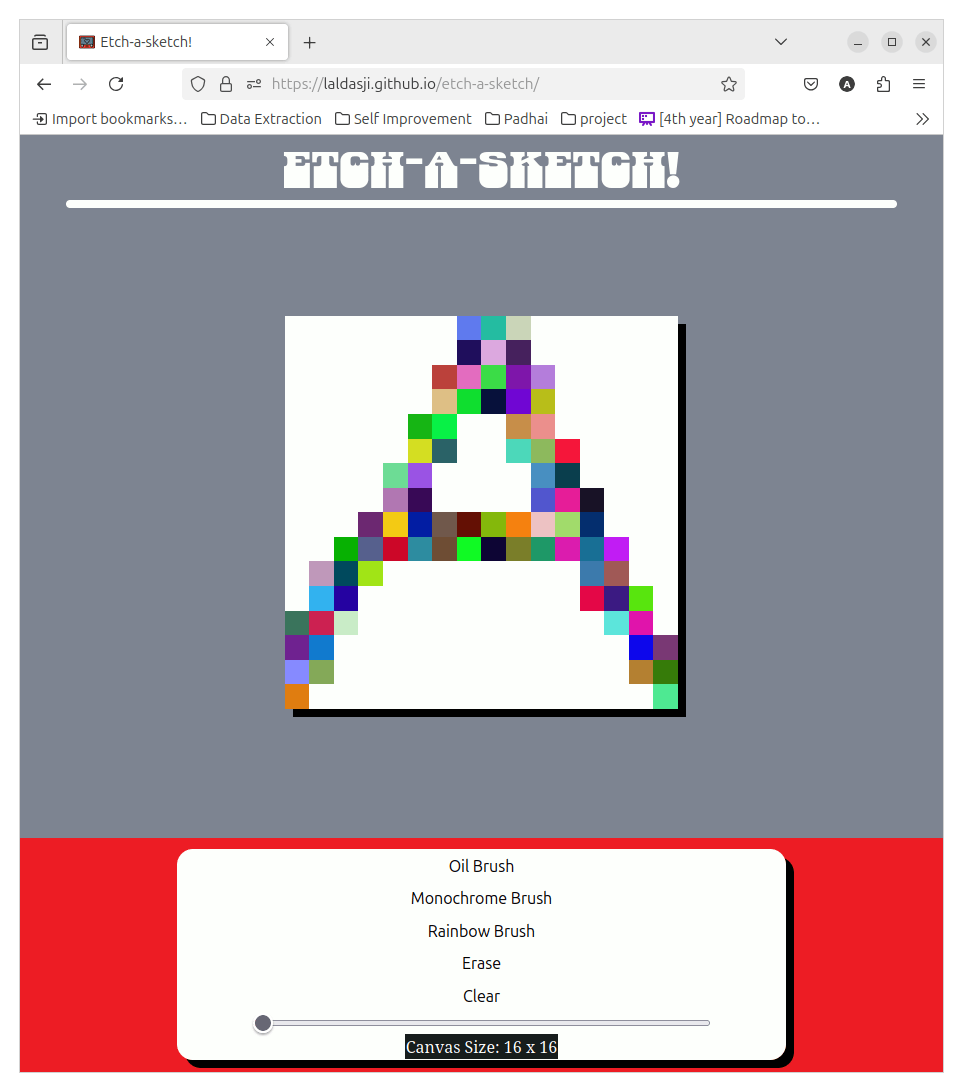 Etch-a-sketch!
https://laldasji.github.io/etch-a-sketch/
A
Import bookmarks… Data Extraction Self Improvement Padhai project [4th year] Roadmap to…
ETCH-A-SKETCH!
A
Oil Brush
Monochrome Brush
Rainbow Brush
Erase
Clear
Canvas Size: 16 x 16